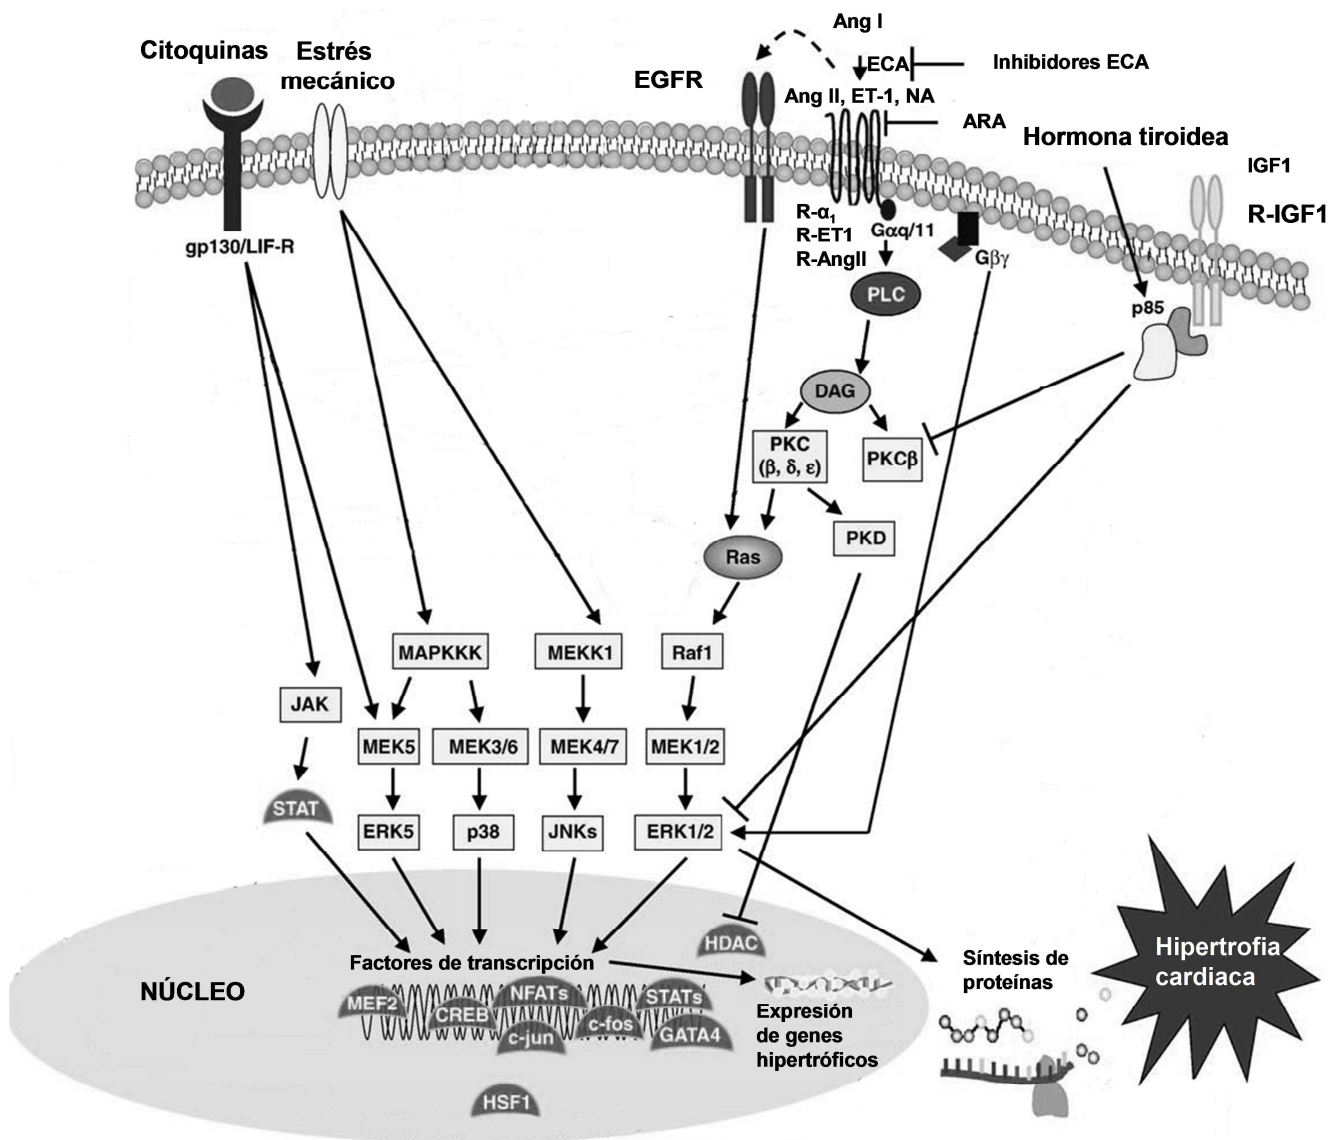 Ang I
Citoquinas
Estrés
mecánico
EGFR
ECA
Inhibidores ECA
Ang II, ET-1, NA
ARA
Hormona tiroidea
IGF1
R-IGF1
gp130/LIF-R
R-α1
R-ET1
R-AngII
Gαq/11
Gβγ
PLC
p85
DAG
PKC
(β, δ, ε)
PKCβ
PKD
Ras
MAPKKK
MEKK1
Raf1
JAK
MEK5
MEK3/6
MEK4/7
MEK1/2
STAT
ERK5
p38
JNKs
ERK1/2
HDAC
Factores de transcripción
NÚCLEO
MEF2
CREB
NFATs
c-jun
c-fos
STATs
GATA4
HSF1
Expresión
de genes
hipertróficos
Síntesis de
proteínas
Hipertrofia
cardiaca